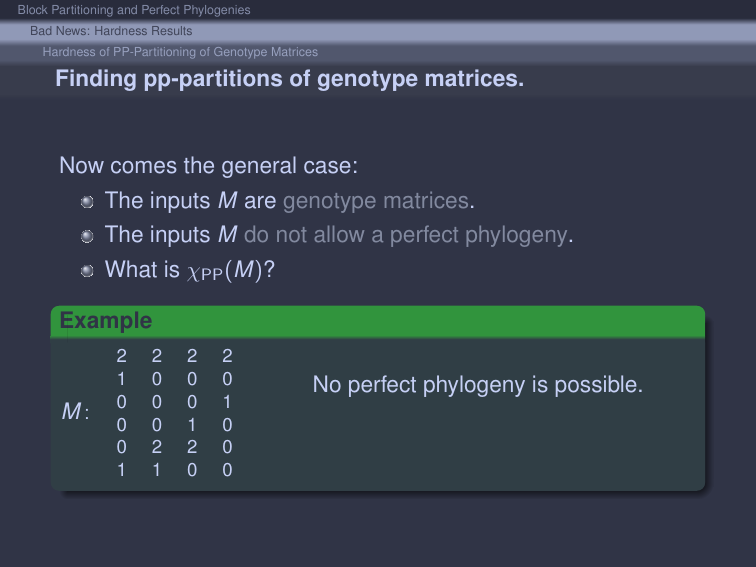 Block Partitioning and Perfect Phylogenies
Bad News: Hardness Results
Hardness of PP-Partitioning of Genotype Matrices
Finding pp-partitions of genotype matrices.
Now comes the general case:
The inputs M are genotype matrices.
The inputs M do not allow a perfect phylogeny.
What is χPP(M)?
Example
M:
2 2 2 2
1 0 0 0
0 0 0 1
0 0 1 0
0 2 2 0
1 1 0 0
No perfect phylogeny is possible.